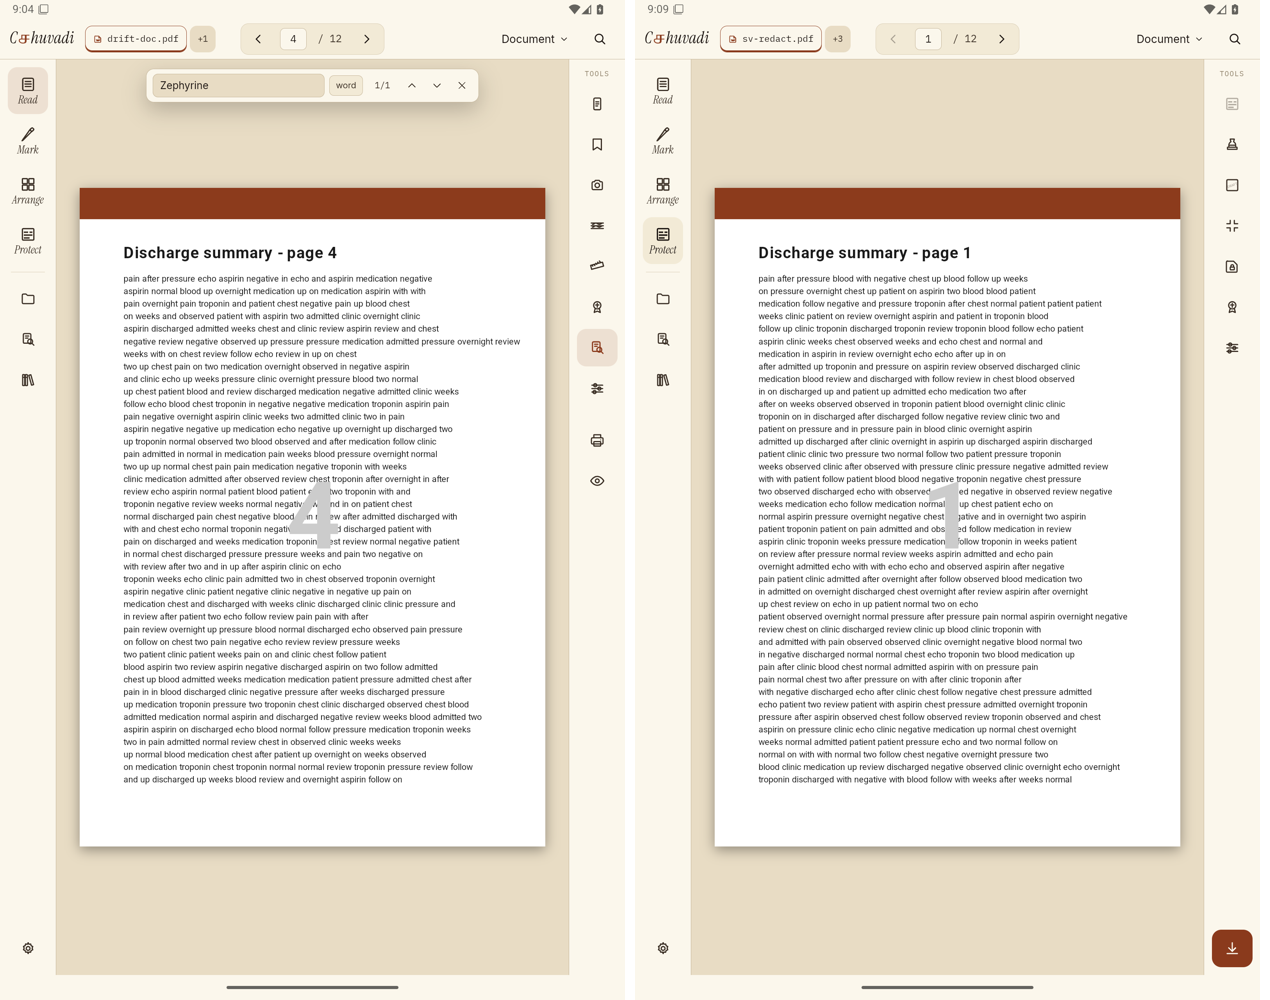 9:04
drift-doc.pdf
+1
4 / 12
Document
Zephyrine
word
1/1
TOOLS
Read
Mark
Arrange
Protect
Discharge summary - page 4
pain after pressure echo aspirin negative in echo and aspirin medication negative
aspirin normal blood up overnight medication up on medication aspirin with with
pain overnight pain troponin and patient chest negative pain up blood chest
on weeks and observed patient with aspirin two admitted clinic overnight clinic
aspirin discharged admitted weeks chest and clinic review aspirin review and chest
negative review negative observed up pressure pressure medication admitted pressure overnight review
weeks with on chest review follow echo review in up on chest
two up chest pain on two medication overnight observed in negative aspirin
and clinic echo up weeks pressure clinic overnight pressure blood two normal
up chest patient blood and review discharged medication negative admitted clinic weeks
follow echo blood chest troponin in negative negative medication troponin aspirin pain
pain negative overnight aspirin clinic weeks two admitted clinic two in pain
aspirin negative negative up medication echo negative up overnight up discharged two
up troponin normal observed two blood observed and after medication follow clinic
pain admitted in normal in medication pain weeks blood pressure overnight normal
two up up normal chest pain pain medication negative troponin with weeks
clinic medication admitted after observed review chest troponin overnight in after
review echo aspirin normal patient blood patient two troponin with and
troponin negative review weeks normal negative in on patient chest
normal discharged pain chest negative blood review after admitted discharged with
with and chest echo normal troponin negative discharged patient with
pain on discharged and weeks medication troponin chest review normal negative patient
in normal chest discharged pressure pressure weeks and pain two negative on
with review after two and in up after aspirin clinic on echo
troponin weeks echo clinic pain admitted two in chest observed troponin overnight
aspirin negative clinic patient negative clinic negative in negative up pain on
medication chest and discharged with weeks clinic discharged clinic clinic pressure and
in review after patient two echo follow review pain pain with after
pain review overnight up pressure blood normal discharged echo observed pain pressure
on follow on chest two pain negative echo review review pressure weeks
two patient clinic patient weeks pain on and clinic chest follow patient
blood aspirin two review aspirin negative discharged aspirin on two follow admitted
chest up blood admitted weeks medication medication patient pressure admitted chest after
pain in in blood discharged clinic negative pressure after weeks discharged pressure
up medication troponin pressure two troponin chest clinic discharged observed chest blood
admitted medication normal aspirin and discharged negative review weeks blood admitted two
aspirin aspirin on discharged echo blood normal follow pressure medication troponin weeks
two in pain admitted normal review chest in observed clinic weeks weeks
up normal blood medication chest after patient up overnight on weeks observed
on medication troponin chest troponin normal normal review troponin pressure review follow
and up discharged up weeks blood review and overnight aspirin follow on
4
9:09
sv-redact.pdf
+3
1 / 12
Document
TOOLS
Read
Mark
Arrange
Protect
Discharge summary - page 1
pain after pressure blood with negative chest up blood follow up weeks
on pressure overnight chest up patient on aspirin two blood blood patient
medication follow negative and pressure troponin after chest normal patient patient patient
weeks clinic patient on review overnight aspirin and patient in troponin blood
follow up clinic troponin discharged troponin review troponin blood follow echo patient
aspirin clinic weeks chest observed weeks and echo chest and normal and
medication in aspirin in review overnight echo echo after up in on
after admitted up troponin and pressure on aspirin review observed discharged clinic
medication blood review and discharged with follow review in chest blood observed
in on discharged up and patient up admitted echo medication two after
after on weeks observed observed in troponin patient blood overnight clinic clinic
troponin on in discharged after discharged follow negative review clinic two and
patient on pressure and in pressure pain in blood clinic overnight aspirin
admitted up discharged after clinic overnight in aspirin up discharged aspirin discharged
patient clinic clinic two pressure two normal follow two patient pressure troponin
weeks observed clinic after observed with pressure clinic pressure negative admitted review
with with patient follow patient blood patient troponin negative chest negative pressure
two observed discharged echo with observed negative in observed review negative
weeks medication echo follow medication normal up chest patient echo on
normal aspirin pressure overnight negative chest negative and in overnight two aspirin
patient troponin patient on pain admitted and observed follow medication in review
aspirin clinic troponin weeks pressure medication follow troponin in weeks patient
on review after pressure normal review weeks aspirin admitted and echo pain
overnight admitted echo with with echo echo and observed after negative
pain patient clinic admitted after overnight after follow observed blood medication two
in admitted on overnight discharged chest overnight after review aspirin after overnight
up chest review on echo in up patient normal two on echo
patient observed overnight normal pressure after pressure pain normal aspirin overnight negative
review chest on clinic discharged review clinic up blood clinic troponin with
and admitted with pain observed observed clinic overnight negative blood normal two
in negative discharged normal normal chest echo troponin two blood medication up
pain after clinic blood chest normal admitted aspirin with on pressure pain
pain normal chest two after pressure on with after clinic troponin after
with negative discharged echo after clinic chest follow negative chest pressure admitted
echo patient two review patient with aspirin chest pressure admitted overnight troponin
pressure after aspirin observed chest follow observed review troponin observed and chest
discharged on pressure echo clinic echo negative medication up normal chest overnight
weeks normal admitted patient patient pressure echo and two normal follow on
normal on with with normal two follow chest negative overnight pressure two
blood clinic medication up review discharged negative observed clinic overnight echo overnight
troponin discharged with negative with blood follow with weeks after weeks normal
1